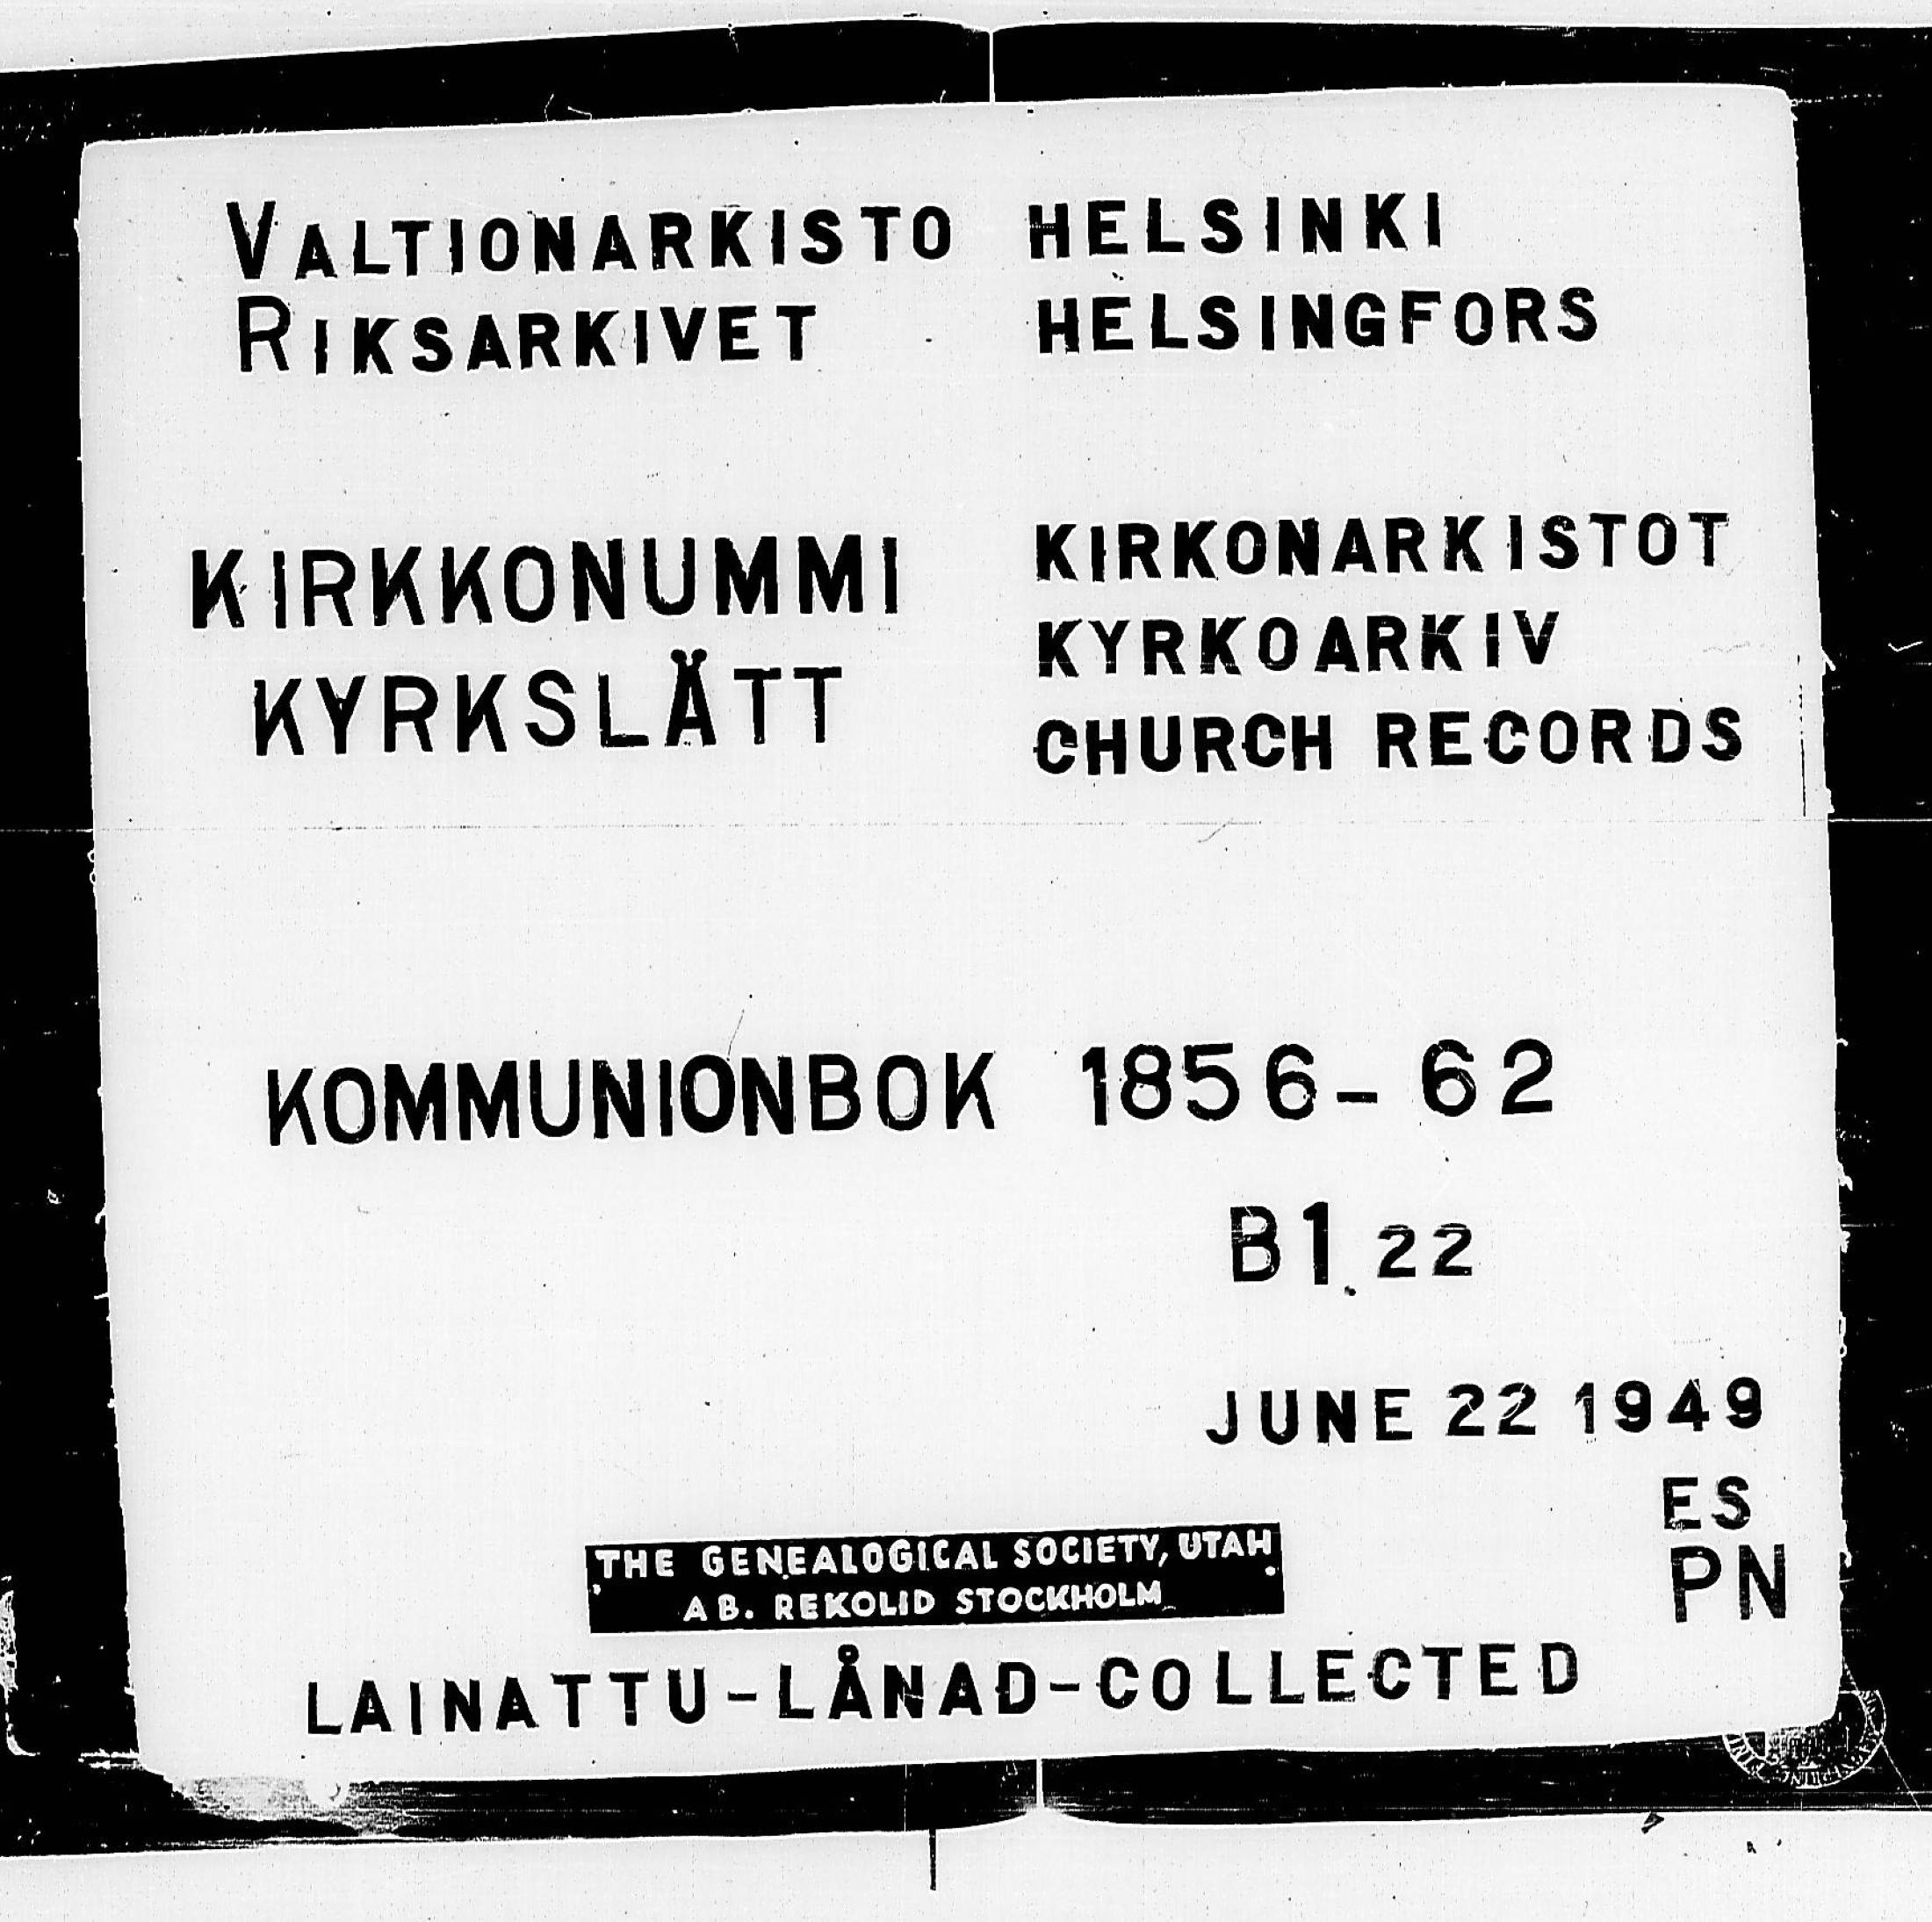 VALTIONARKISTO HELSINKI
RIKSARKIVET HELSINGFORS
KIRKKONUMMI
KYRKSLÄTT
KIRKONARKISTOT
KYRKOARKIV
CHURCH RECORDS
KOMMUNIONBOK 1856-62
B1.22
JUNE 22 1949
ES
PN
THE GENEALOGICAL SOCIETY, UTAH.
AB. REKOLID STOCKHOLM
LAINATTU-LÅNAD-COLLECTED